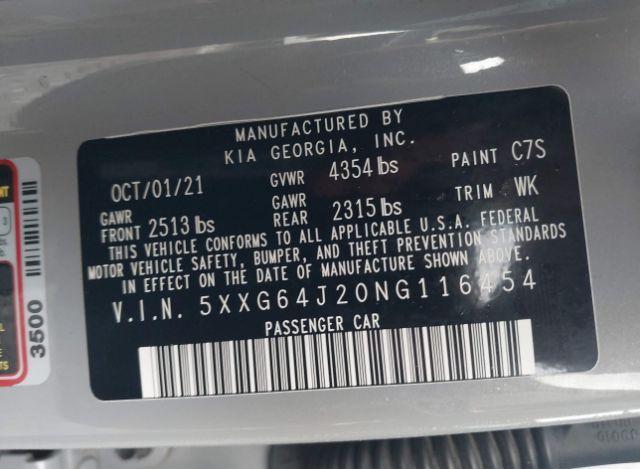 MANUFACTURED BY
KIA GEORGIA, INC.
OCT/01/21 GVWR 4354 lbs PAINT C7S
GAWR FRONT 2513 lbs GAWR REAR 2315 lbs TRIM WK
THIS VEHICLE CONFORMS TO ALL APPLICABLE U.S.A. FEDERAL
MOTOR VEHICLE SAFETY, BUMPER, AND THEFT PREVENTION STANDARDS
IN EFFECT ON THE DATE OF MANUFACTURE SHOWN ABOVE.
V.I.N. 5XXG64J20NG116454
PASSENGER CAR
3500